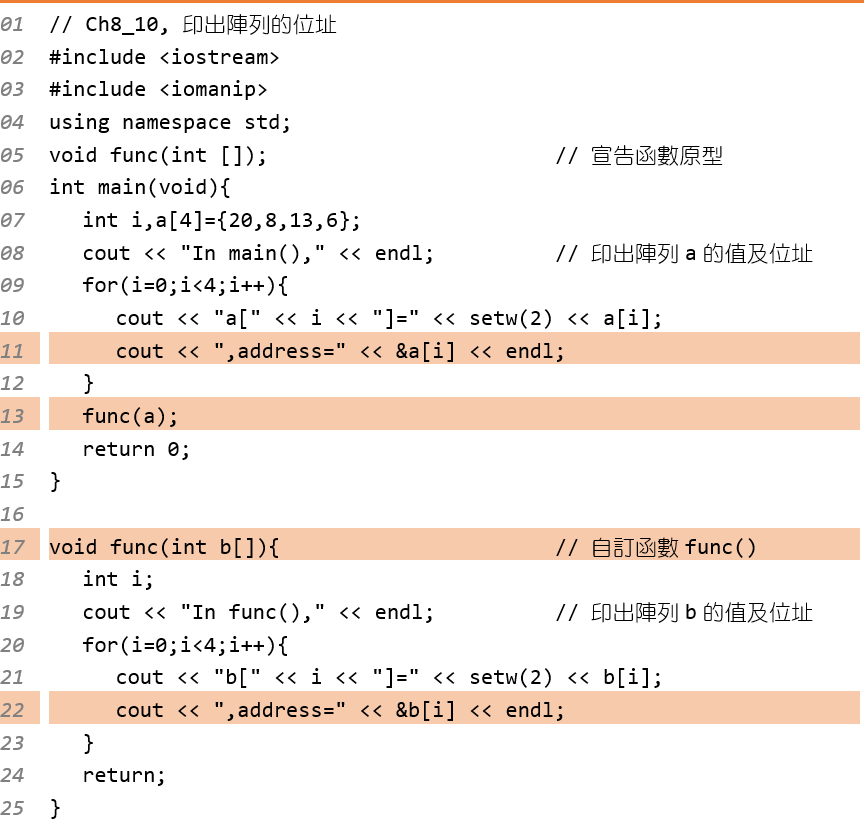 01 // Ch8_10, 印出陣列的位址
02 #include <iostream>
03 #include <iomanip>
04 using namespace std;
05 void func(int []); // 宣告函數原型
06 int main(void){
07 int i,a[4]={20,8,13,6};
08 cout << "In main()," << endl; // 印出陣列 a 的值及位址
09 for(i=0;i<4;i++){
10 cout << "a[" << i << "]=" << setw(2) << a[i];
11 cout << ",address=" << &a[i] << endl;
12 }
13 func(a);
14 return 0;
15 }
16
17 void func(int b[]){ // 自訂函數 func()
18 int i;
19 cout << "In func()," << endl; // 印出陣列 b 的值及位址
20 for(i=0;i<4;i++){
21 cout << "b[" << i << "]=" << setw(2) << b[i];
22 cout << ",address=" << &b[i] << endl;
23 }
24 return;
25 }